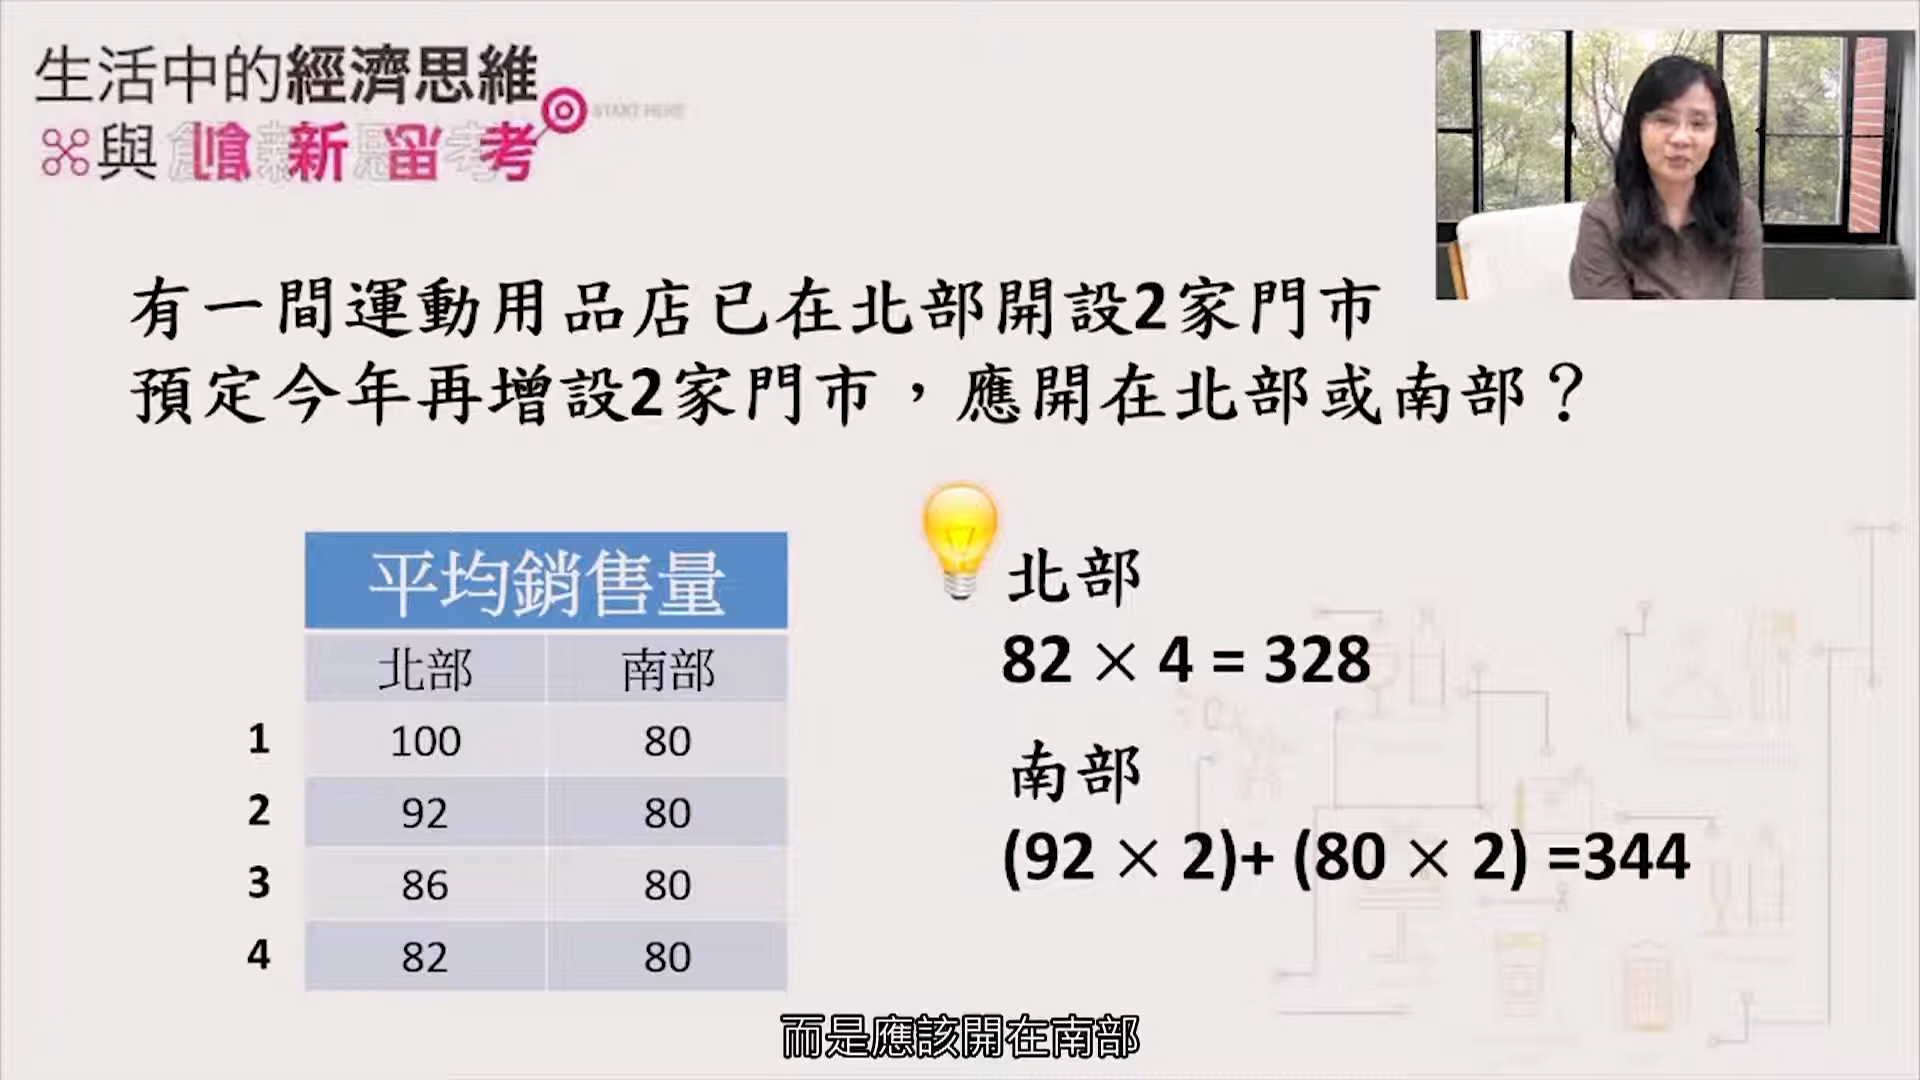 生活中的經濟思維
與創新思考
START HERE
有一間運動用品店已在北部開設2家門市
預定今年再增設2家門市，應開在北部或南部？
平均銷售量
北部 南部
1 100 80
2 92 80
3 86 80
4 82 80
北部
82 × 4 = 328
南部
(92 × 2)+ (80 × 2) =344
而是應該開在南部